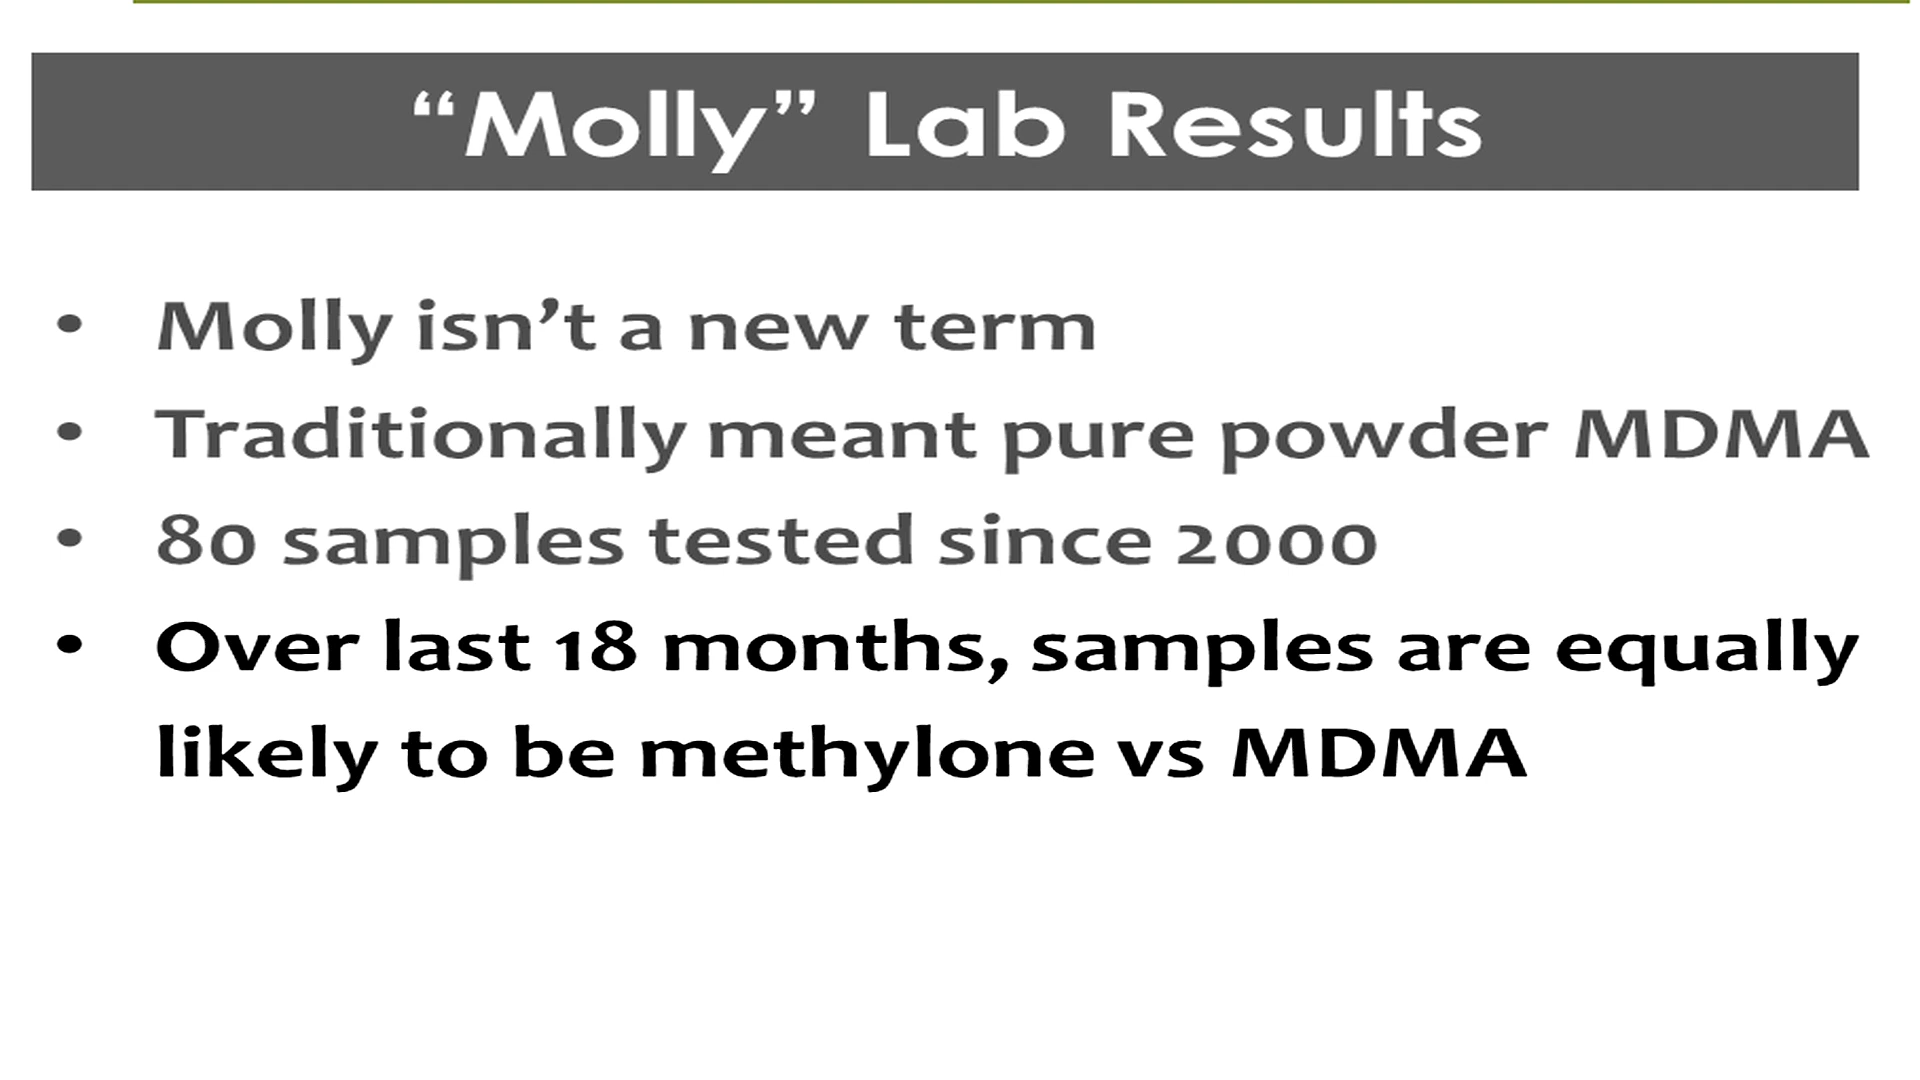 “Molly” Lab Results
• Molly isn’t a new term
• Traditionally meant pure powder MDMA
• 80 samples tested since 2000
• Over last 18 months, samples are equally
likely to be methylone vs MDMA